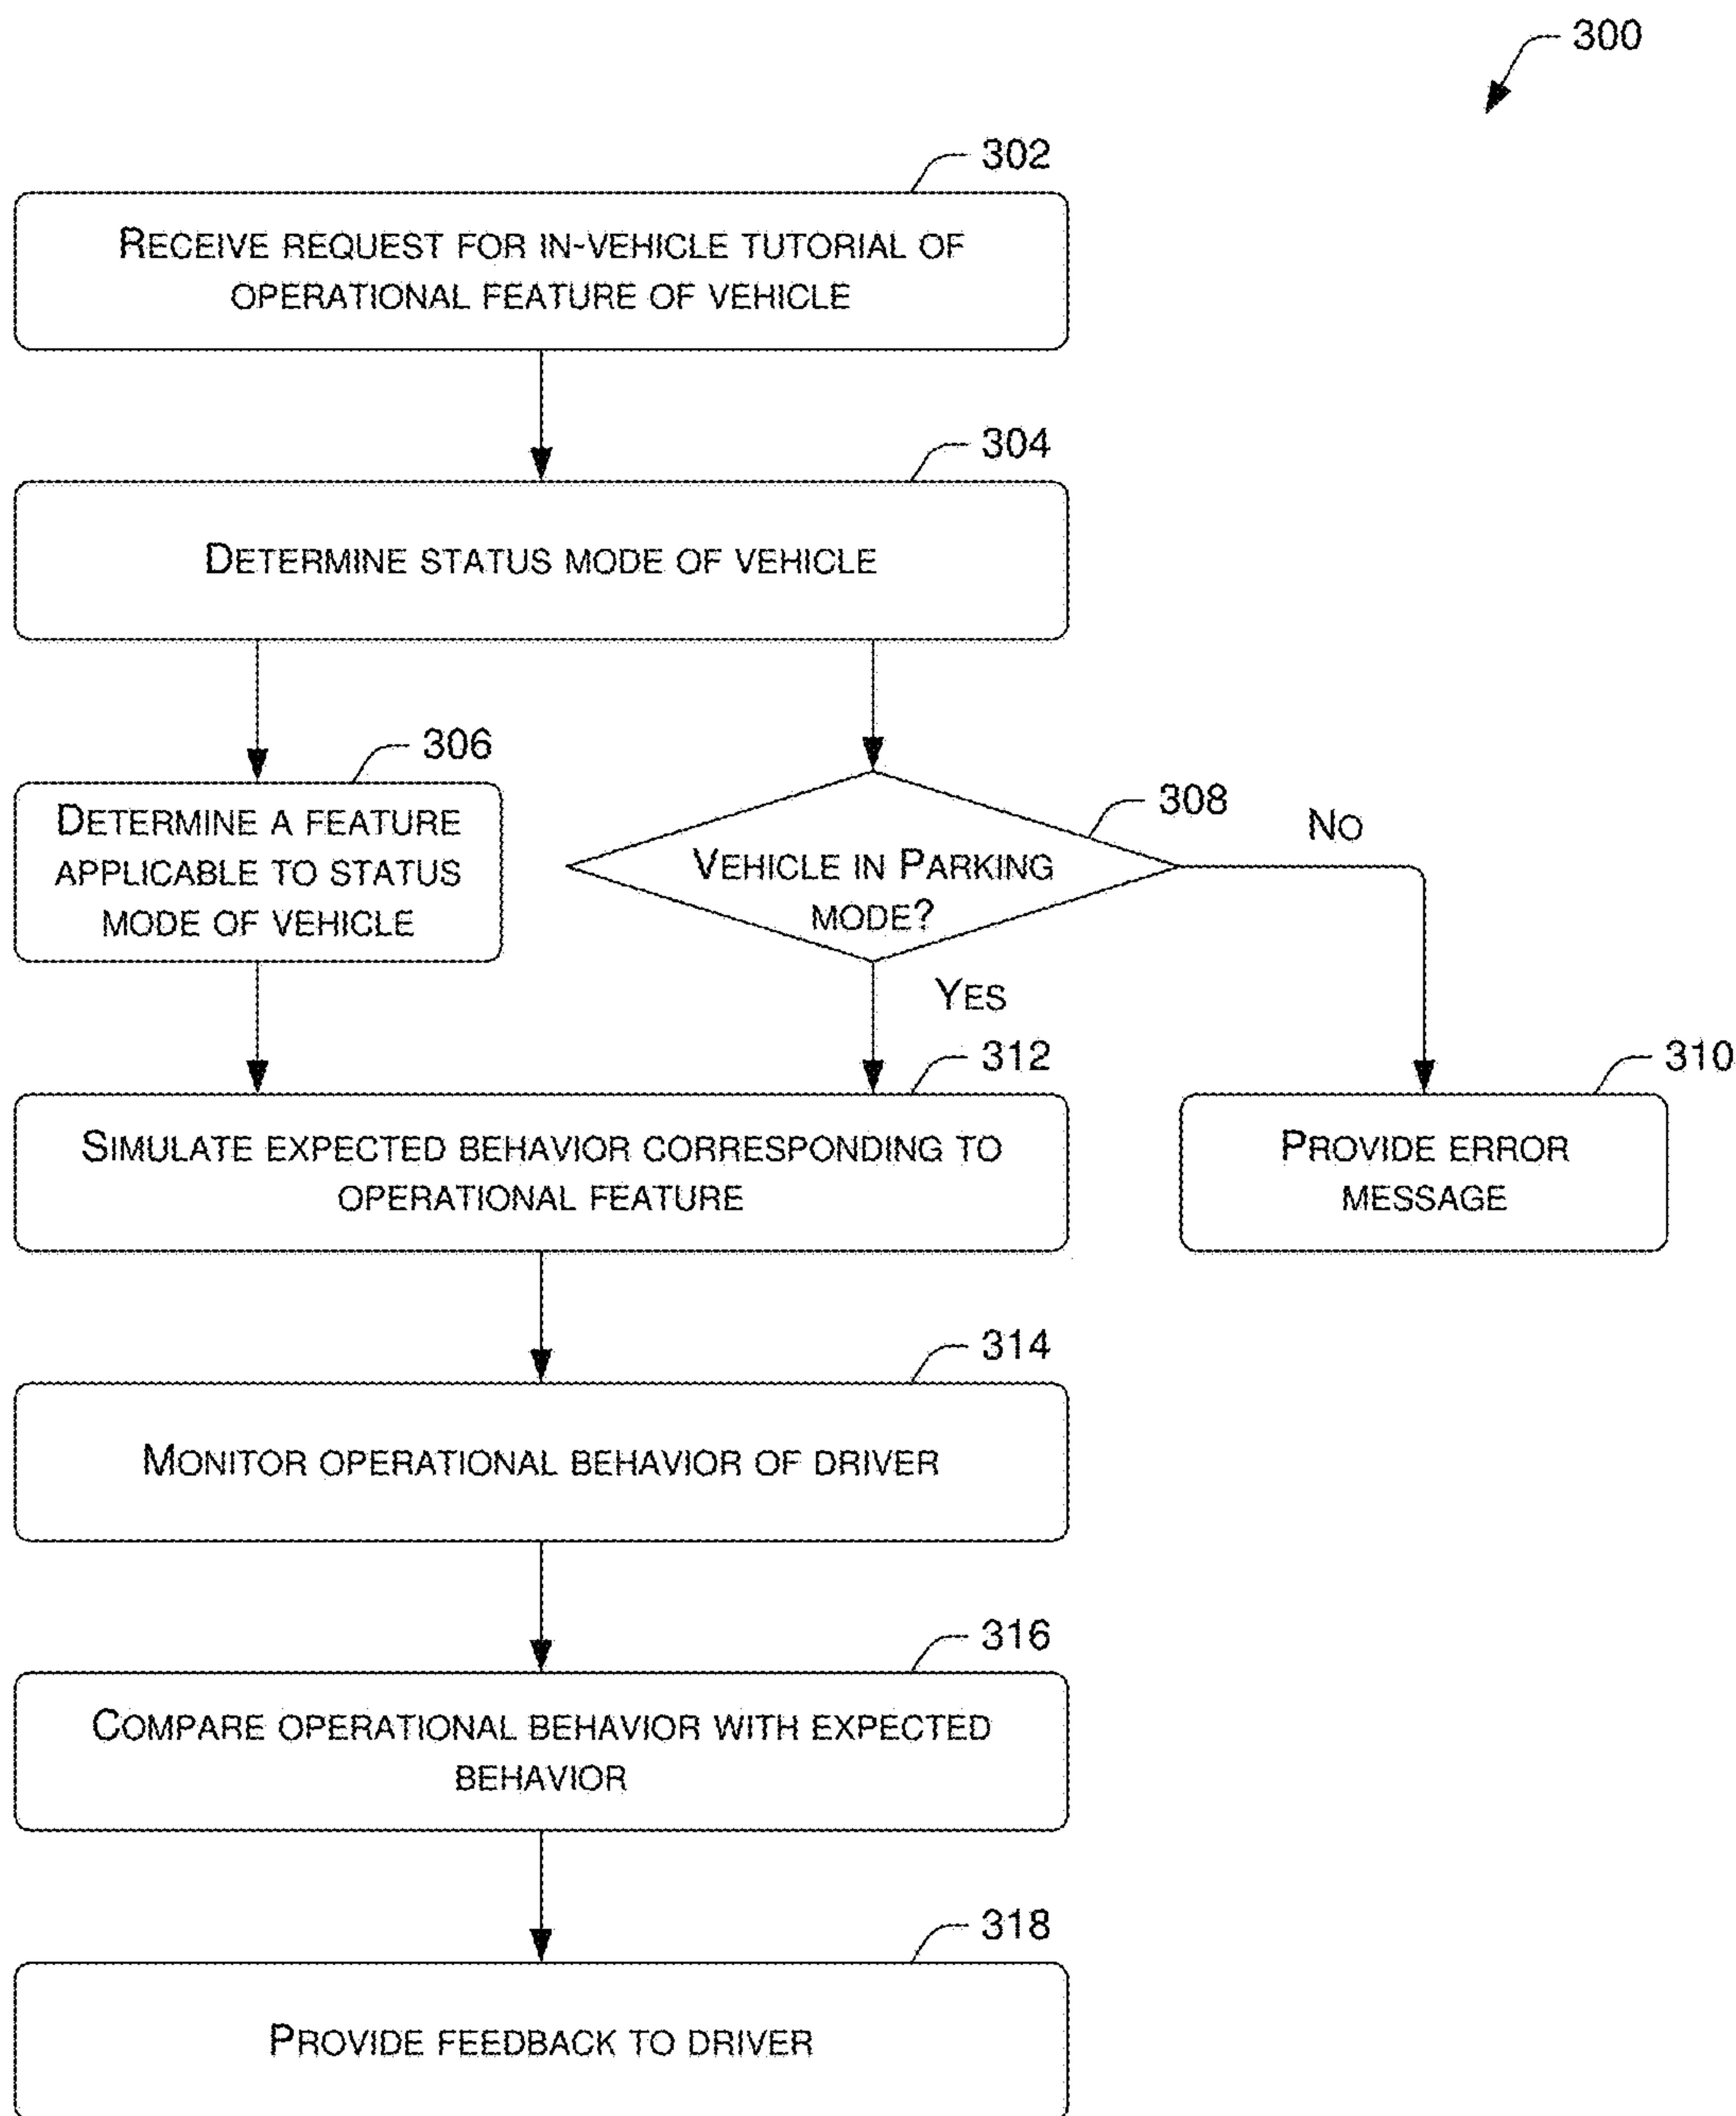 300
302
RECEIVE REQUEST FOR IN-VEHICLE TUTORIAL OF
OPERATIONAL FEATURE OF VEHICLE
304
DETERMINE STATUS MODE OF VEHICLE
306
DETERMINE A FEATURE
APPLICABLE TO STATUS
MODE OF VEHICLE
308
VEHICLE IN PARKING
MODE?
NO
YES
310
PROVIDE ERROR
MESSAGE
312
SIMULATE EXPECTED BEHAVIOR CORRESPONDING TO
OPERATIONAL FEATURE
314
MONITOR OPERATIONAL BEHAVIOR OF DRIVER
316
COMPARE OPERATIONAL BEHAVIOR WITH EXPECTED
BEHAVIOR
318
PROVIDE FEEDBACK TO DRIVER